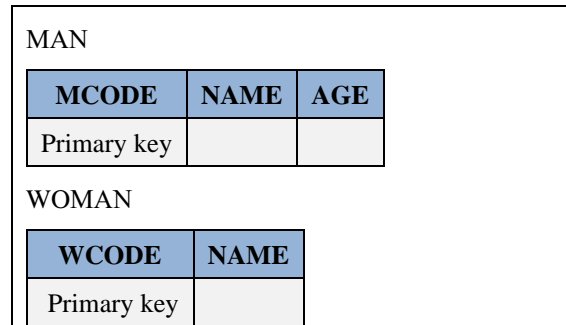 MAN
MCODE NAME AGE
Primary key
WOMAN
WCODE NAME
Primary key